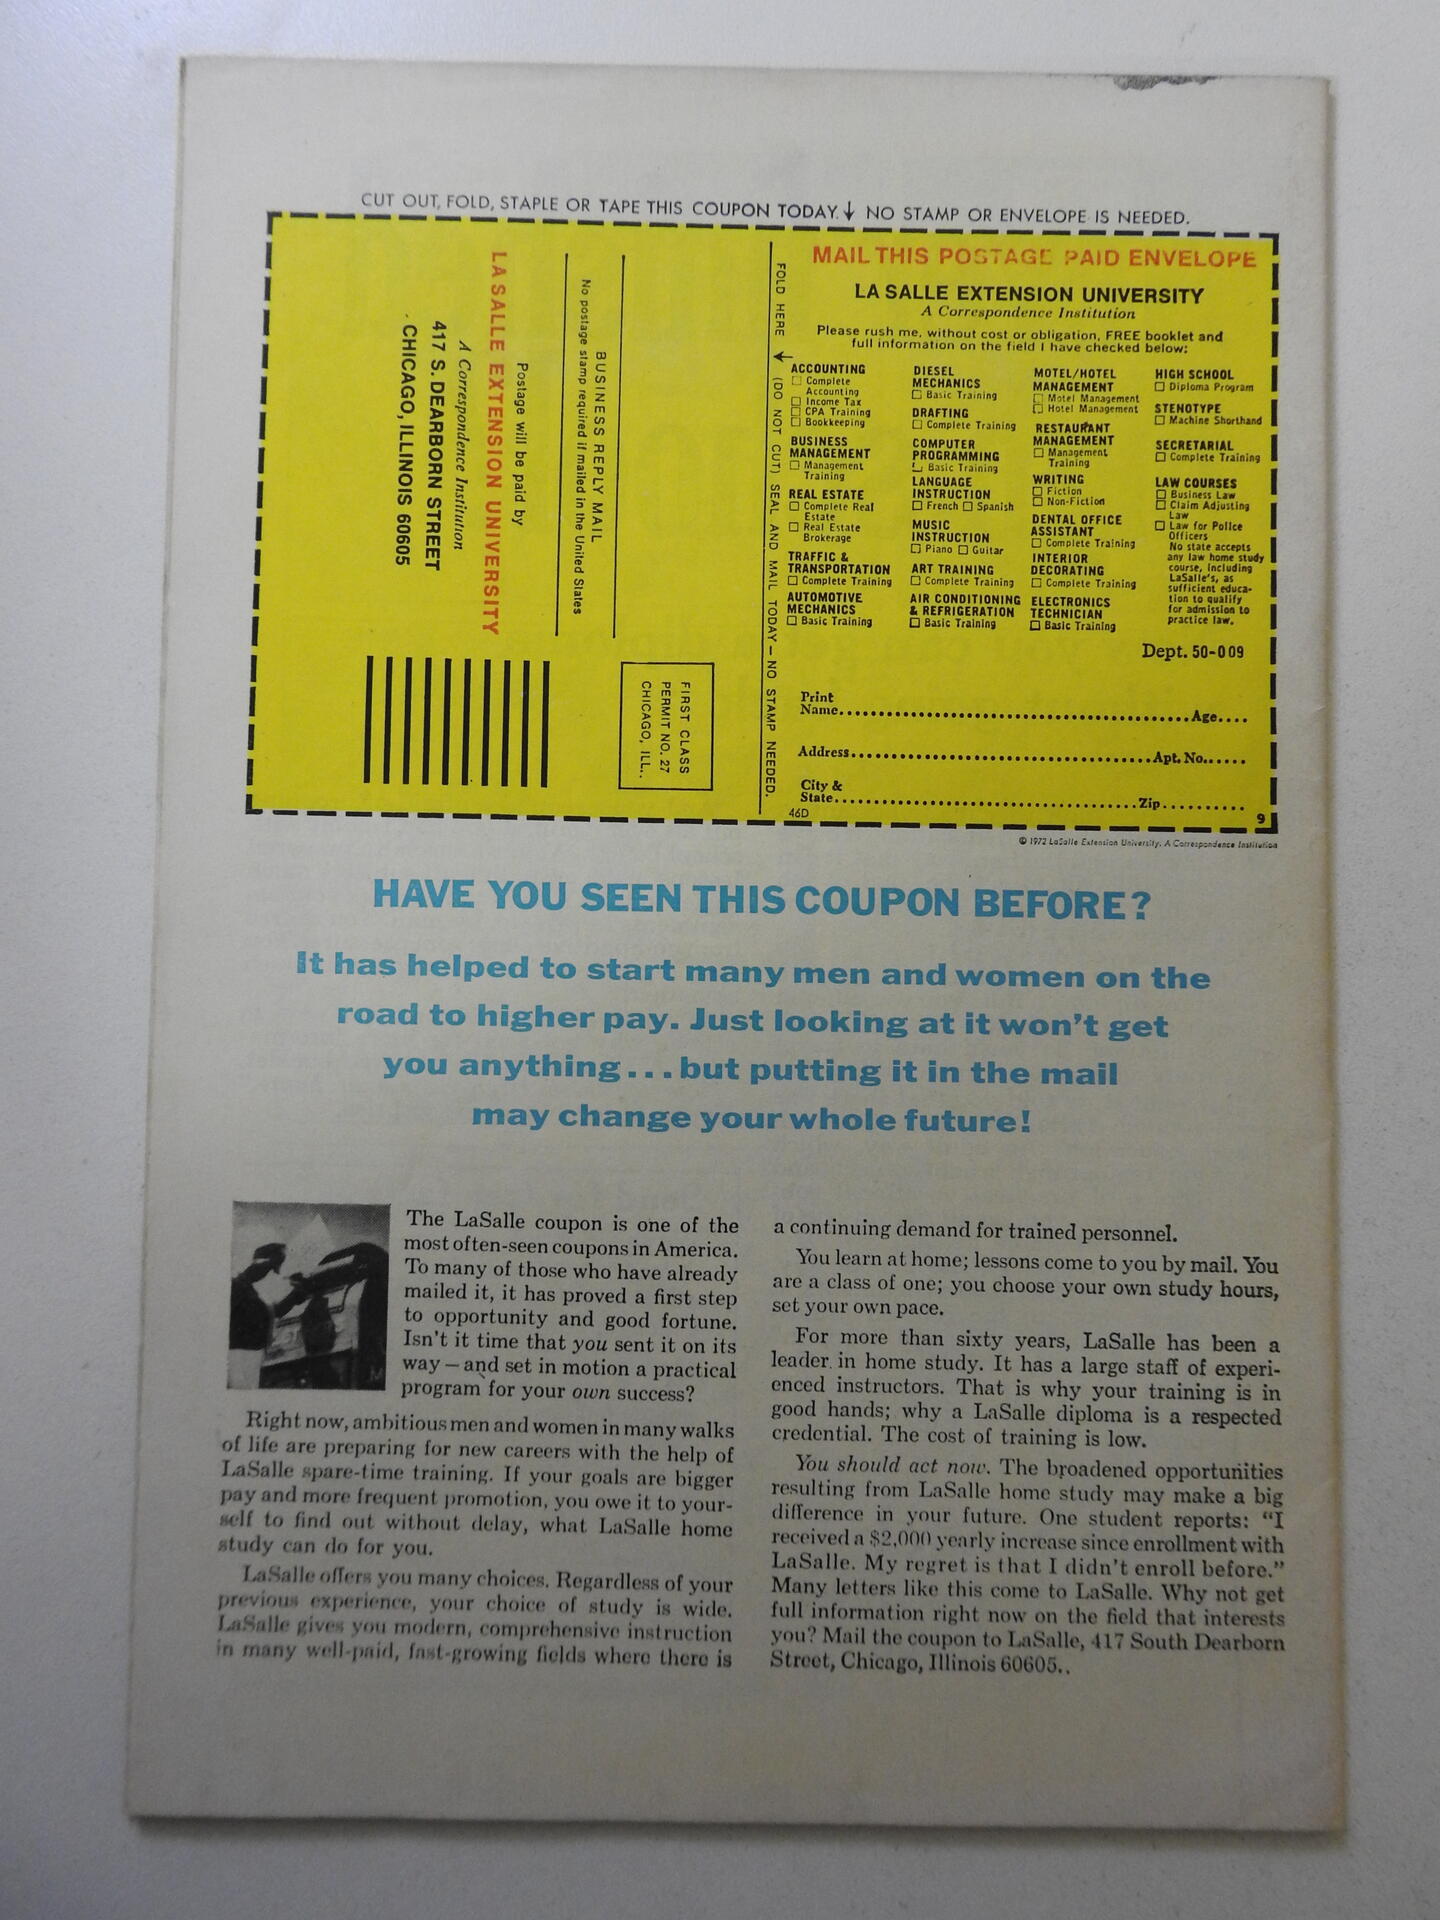 CUT OUT, FOLD, STAPLE OR TAPE THIS COUPON TODAY.↓ NO STAMP OR ENVELOPE IS NEEDED.
BUSINESS REPLY MAIL
No postage stamp required if mailed in the United States
Postage will be paid by
LA SALLE EXTENSION UNIVERSITY
A Correspondence Institution
417 S. DEARBORN STREET
CHICAGO, ILLINOIS 60605
FIRST CLASS
PERMIT NO. 27
CHICAGO, ILL..
FOLD HERE → (DO NOT CUT) SEAL AND MAIL TODAY — NO STAMP NEEDED.
MAIL THIS POSTAGE PAID ENVELOPE
LA SALLE EXTENSION UNIVERSITY
A Correspondence Institution
Please rush me, without cost or obligation, FREE booklet and
full information on the field I have checked below:
ACCOUNTING
☐ Complete
Accounting
☐ Income Tax
☐ CPA Training
☐ Bookkeeping
BUSINESS
MANAGEMENT
☐ Management
Training
REAL ESTATE
☐ Complete Real
Estate
☐ Real Estate
Brokerage
TRAFFIC &
TRANSPORTATION
☐ Complete Training
AUTOMOTIVE
MECHANICS
☐ Basic Training
DIESEL
MECHANICS
☐ Basic Training
DRAFTING
☐ Complete Training
COMPUTER
PROGRAMMING
☐ Basic Training
LANGUAGE
INSTRUCTION
☐ French ☐ Spanish
MUSIC
INSTRUCTION
☐ Piano ☐ Guitar
ART TRAINING
☐ Complete Training
AIR CONDITIONING
& REFRIGERATION
☐ Basic Training
MOTEL/HOTEL
MANAGEMENT
☐ Motel Management
☐ Hotel Management
RESTAURANT
MANAGEMENT
☐ Management
Training
WRITING
☐ Fiction
☐ Non-Fiction
DENTAL OFFICE
ASSISTANT
☐ Complete Training
INTERIOR
DECORATING
☐ Complete Training
ELECTRONICS
TECHNICIAN
☐ Basic Training
HIGH SCHOOL
☐ Diploma Program
STENOTYPE
☐ Machine Shorthand
SECRETARIAL
☐ Complete Training
LAW COURSES
☐ Business Law
☐ Claim Adjusting
Law
☐ Law for Police
Officers
No state accepts
any law home study
course, including
LaSalle's, as
sufficient educa-
tion to qualify
for admission to
practice law.
Dept. 50-009
Print
Name........Age....
Address........Apt. No......
City &
State........Zip..........
46D 9
© 1972 LaSalle Extension University, A Correspondence Institution
HAVE YOU SEEN THIS COUPON BEFORE?
It has helped to start many men and women on the
road to higher pay. Just looking at it won't get
you anything...but putting it in the mail
may change your whole future!
The LaSalle coupon is one of the
most often-seen coupons in America.
To many of those who have already
mailed it, it has proved a first step
to opportunity and good fortune.
Isn't it time that you sent it on its
way—and set in motion a practical
program for your own success?
Right now, ambitious men and women in many walks
of life are preparing for new careers with the help of
LaSalle spare-time training. If your goals are bigger
pay and more frequent promotion, you owe it to your-
self to find out without delay, what LaSalle home
study can do for you.
LaSalle offers you many choices. Regardless of your
previous experience, your choice of study is wide.
LaSalle gives you modern, comprehensive instruction
in many well-paid, fast-growing fields where there is
a continuing demand for trained personnel.
You learn at home; lessons come to you by mail. You
are a class of one; you choose your own study hours,
set your own pace.
For more than sixty years, LaSalle has been a
leader in home study. It has a large staff of experi-
enced instructors. That is why your training is in
good hands; why a LaSalle diploma is a respected
credential. The cost of training is low.
You should act now. The broadened opportunities
resulting from LaSalle home study may make a big
difference in your future. One student reports: “I
received a $2,000 yearly increase since enrollment with
LaSalle. My regret is that I didn't enroll before.”
Many letters like this come to LaSalle. Why not get
full information right now on the field that interests
you? Mail the coupon to LaSalle, 417 South Dearborn
Street, Chicago, Illinois 60605..